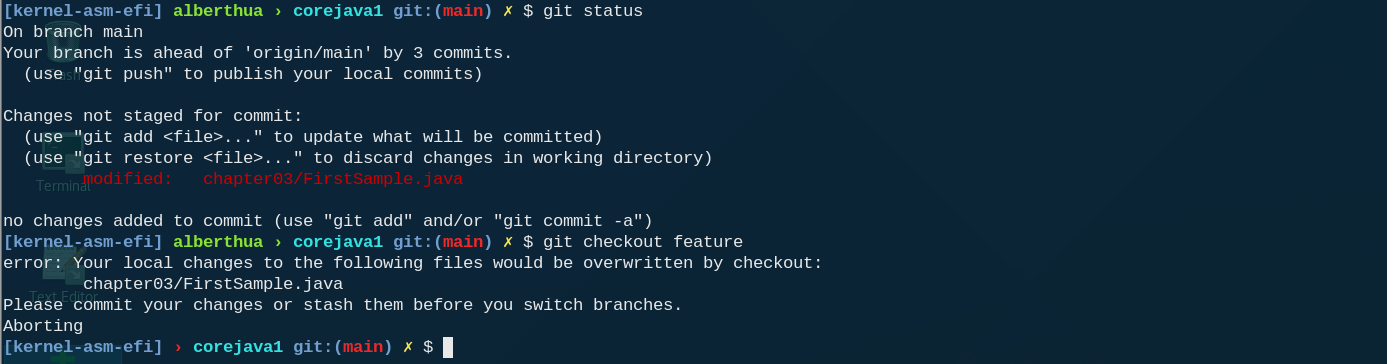 [kernel-asm-efi] alberthua › corejava1 git:(main) ✗ $ git status
On branch main
Your branch is ahead of 'origin/main' by 3 commits.
  (use "git push" to publish your local commits)

Changes not staged for commit:
  (use "git add <file>..." to update what will be committed)
  (use "git restore <file>..." to discard changes in working directory)
        modified:   chapter03/FirstSample.java
Terminal

no changes added to commit (use "git add" and/or "git commit -a")
[kernel-asm-efi] alberthua › corejava1 git:(main) ✗ $ git checkout feature
error: Your local changes to the following files would be overwritten by checkout:
        chapter03/FirstSample.java
Text Editor
Please commit your changes or stash them before you switch branches.
Aborting
[kernel-asm-efi] › corejava1 git:(main) ✗ $